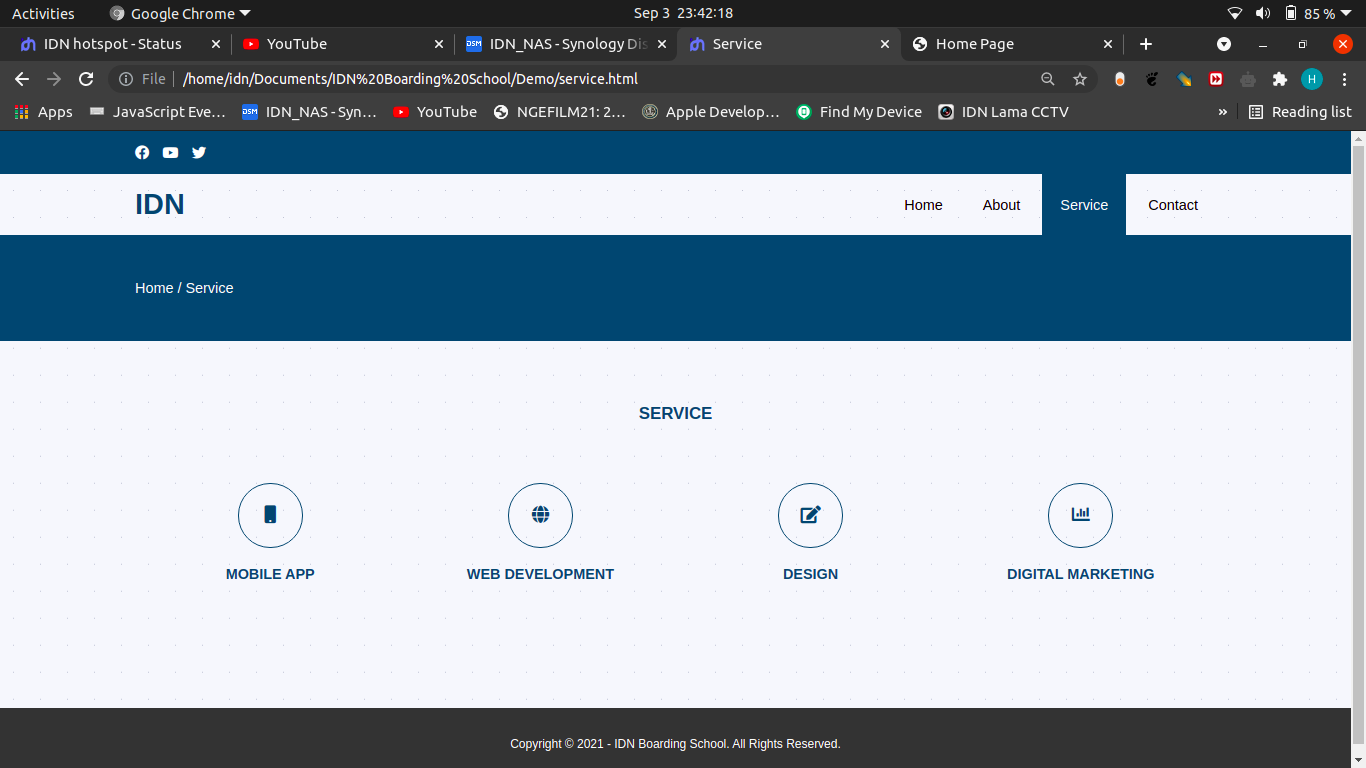 Activities Google Chrome Sep 3 23:42:18 85 %
IDN hotspot - Status YouTube IDN_NAS - Synology Dis Service Home Page
File /home/idn/Documents/IDN%20Boarding%20School/Demo/service.html H
Apps JavaScript Eve… DSM IDN_NAS - Syn… YouTube NGEFILM21: 2… Apple Develop… Find My Device IDN Lama CCTV » Reading list
IDN Home About Service Contact
Home / Service
SERVICE
MOBILE APP WEB DEVELOPMENT DESIGN DIGITAL MARKETING
Copyright © 2021 - IDN Boarding School. All Rights Reserved.